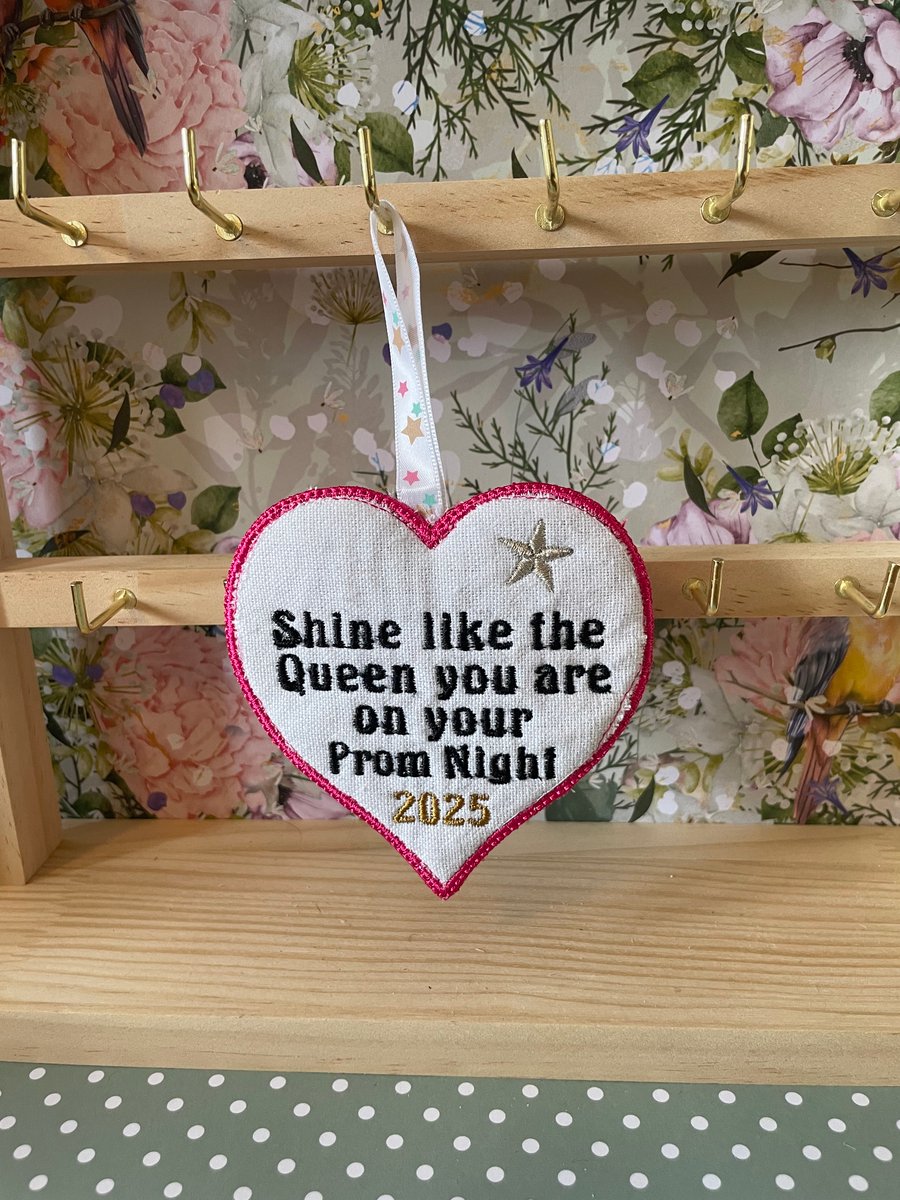 Shine like the
Queen you are
on your
Prom Night
2025